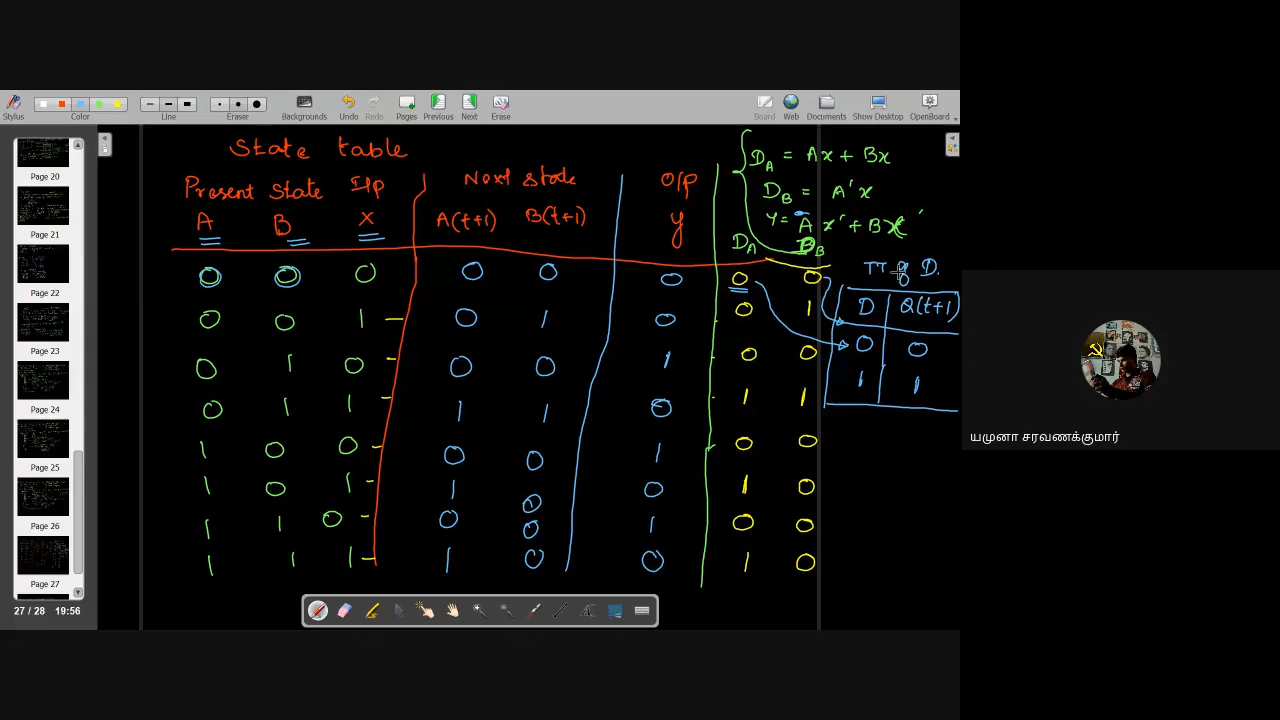 Stylus Color Line Eraser Backgrounds Undo Redo Pages Previous Next Erase Board Web Documents Show Desktop OpenBoard
Page 20
Page 21
Page 22
Page 23
Page 24
Page 25
Page 26
Page 27
27 / 28 19:56
State table
Present State I/p Next state O/p
A B X A(t+1) B(t+1) y D_A D_B
0 0 0 0 0 0 0 0
0 0 1 0 1 0 0 1
0 1 0 0 0 1 0 0
0 1 1 1 1 0 1 1
1 0 0 0 0 1 0 0
1 0 1 1 0 0 1 0
1 1 0 0 0 1 0 0
1 1 1 1 0 0 1 0
D_A = Ax + Bx
D_B = A'x
Y = A x' + Bx'
TT of D.
D Q(t+1)
0 0
1 1
யமுனா சரவணக்குமார்